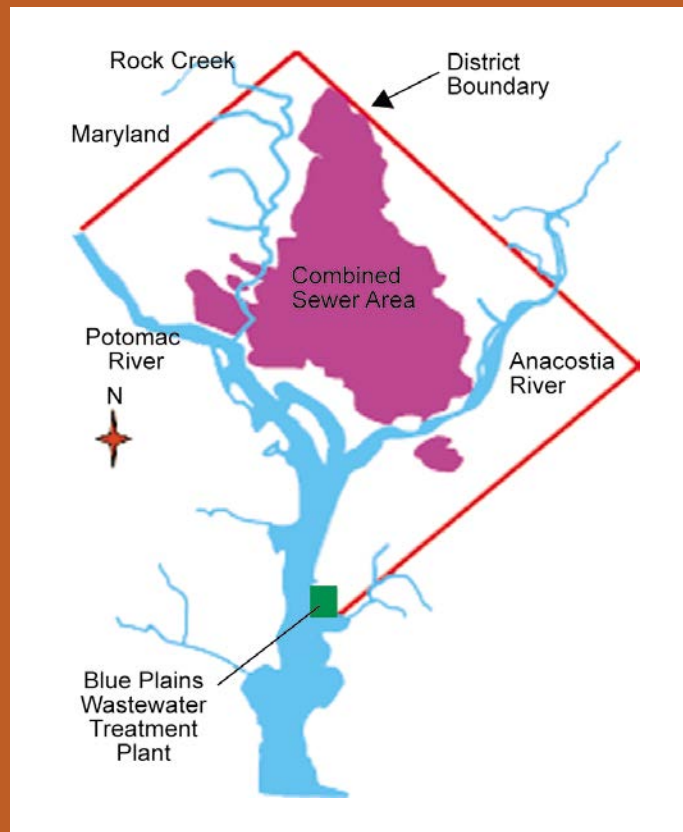 Rock Creek
District
Boundary
Maryland
Combined
Sewer Area
Potomac
River
Anacostia
River
N
Blue Plains
Wastewater
Treatment
Plant